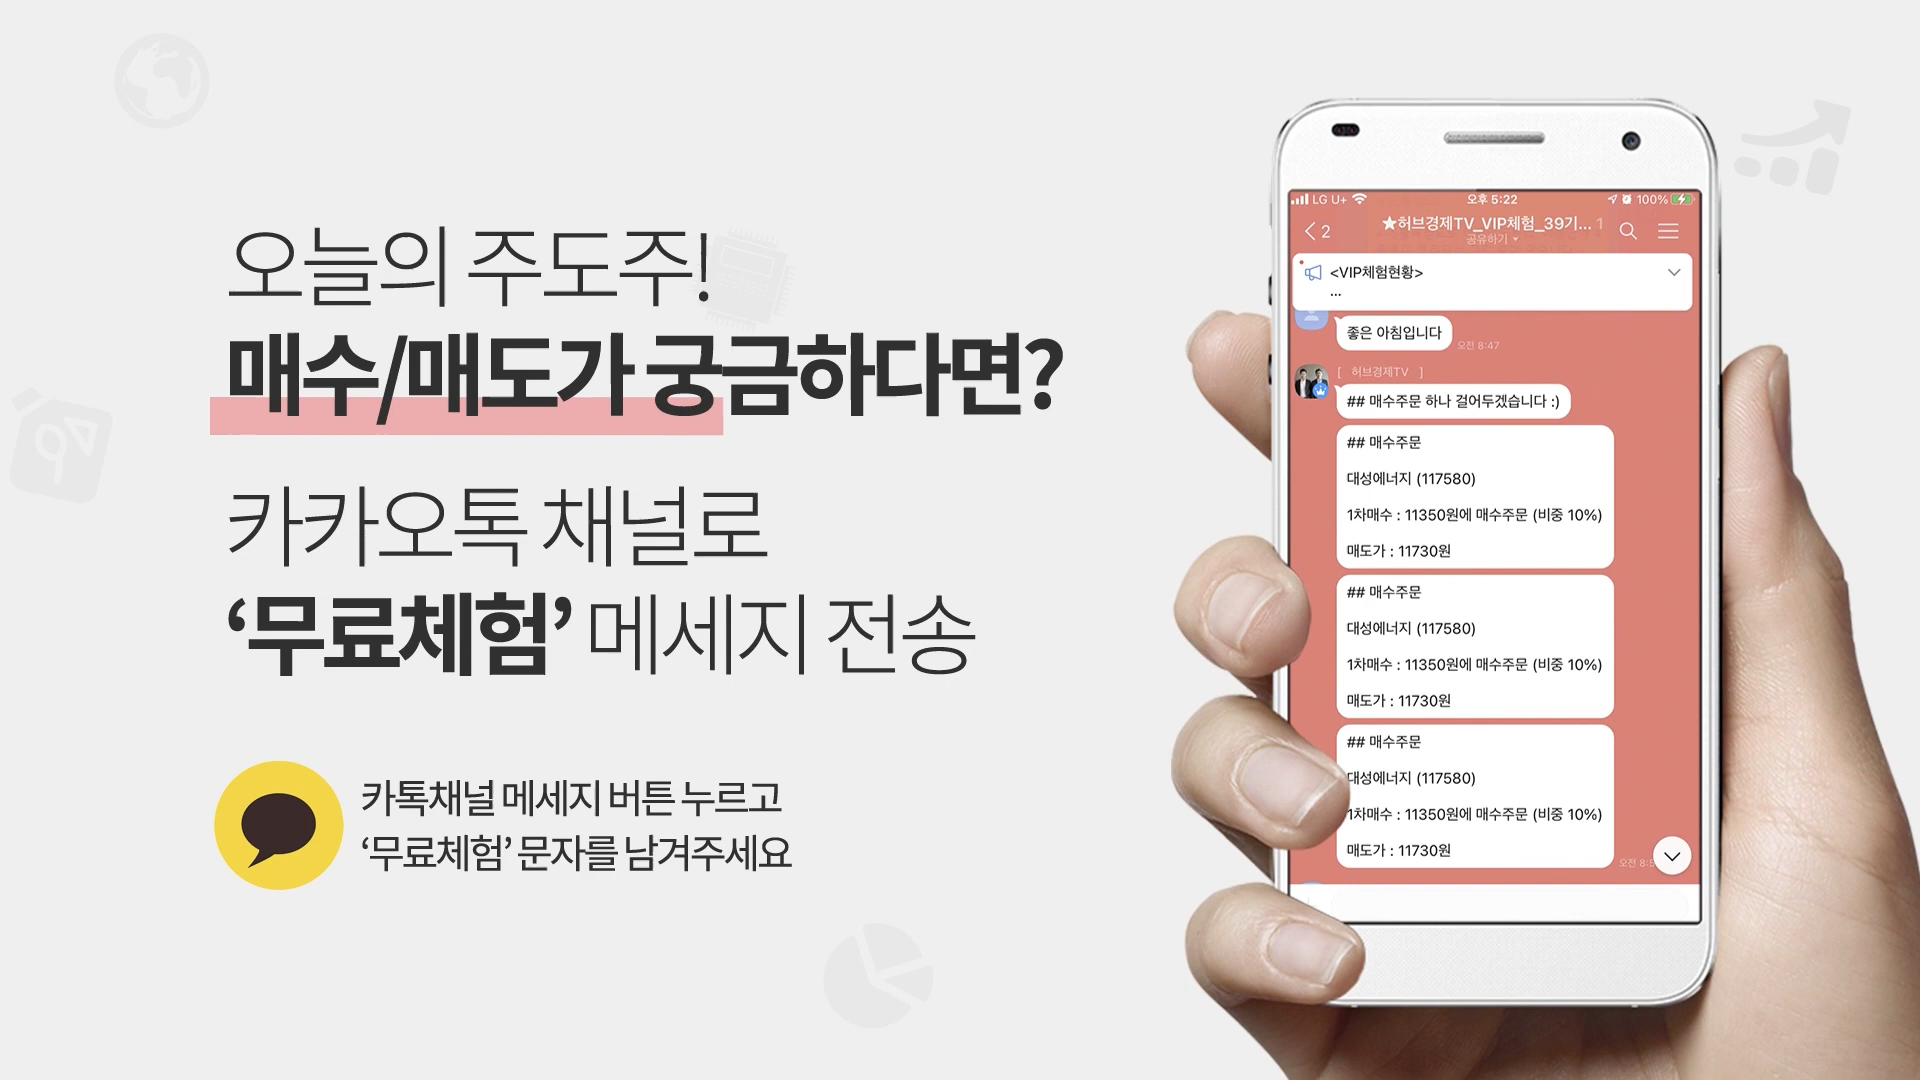 오늘의 주도주!
매수/매도가 궁금하다면?
카카오톡 채널로
‘무료체험’ 메세지 전송
카톡채널 메세지 버튼 누르고
‘무료체험’ 문자를 남겨주세요
LG U+ 오후 5:22 100%
2 ★허브경제TV_VIP체험_39기... 1
공유하기
<VIP체험현황>
...
좋은 아침입니다
오전 8:47
[ 허브경제TV ]
## 매수주문 하나 걸어두겠습니다 :)
## 매수주문
대성에너지 (117580)
1차매수 : 11350원에 매수주문 (비중 10%)
매도가 : 11730원
## 매수주문
대성에너지 (117580)
1차매수 : 11350원에 매수주문 (비중 10%)
매도가 : 11730원
## 매수주문
대성에너지 (117580)
1차매수 : 11350원에 매수주문 (비중 10%)
매도가 : 11730원
오전